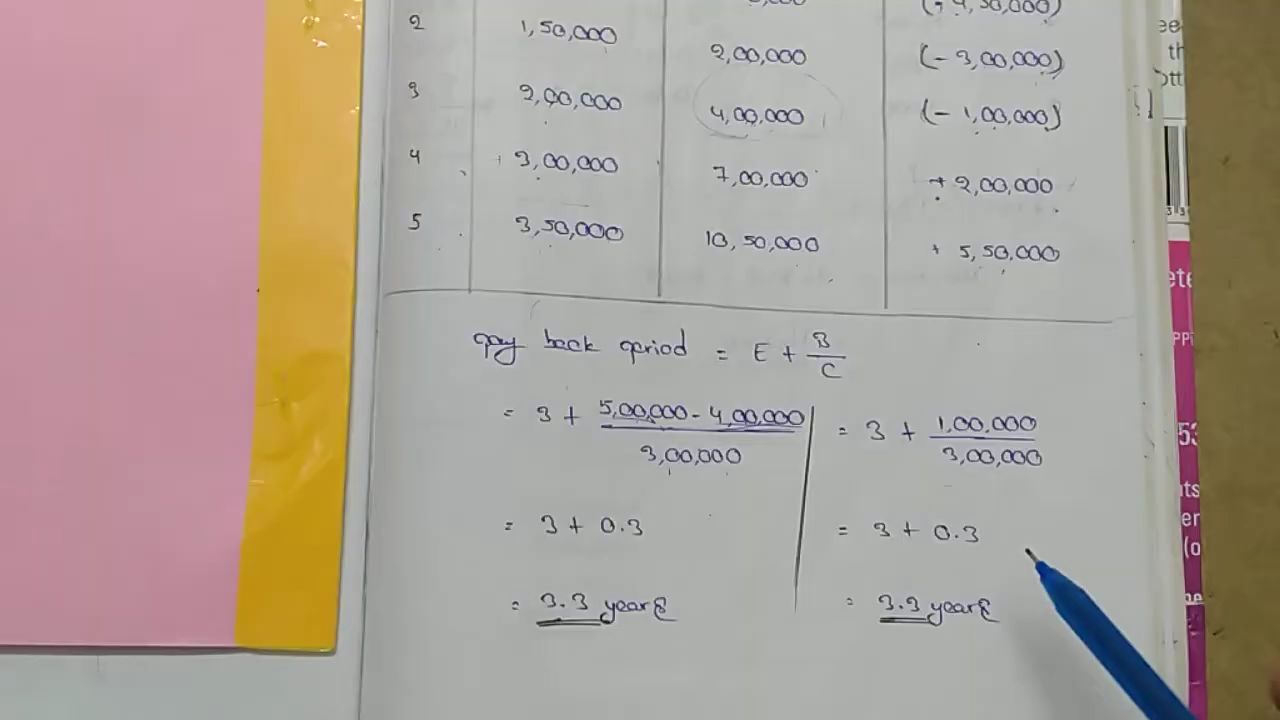 (- 4,50,000)
2 1,50,000 2,00,000 (- 3,00,000)
3 2,00,000 4,00,000 (- 1,00,000)
4 3,00,000 7,00,000 + 2,00,000
5 3,50,000 10,50,000 + 5,50,000
pay back period = E + B/C
= 3 + 5,00,000 - 4,00,000 / 3,00,000
= 3 + 1,00,000 / 3,00,000
= 3 + 0.3
= 3 + 0.3
= 3.3 years
= 3.3 years